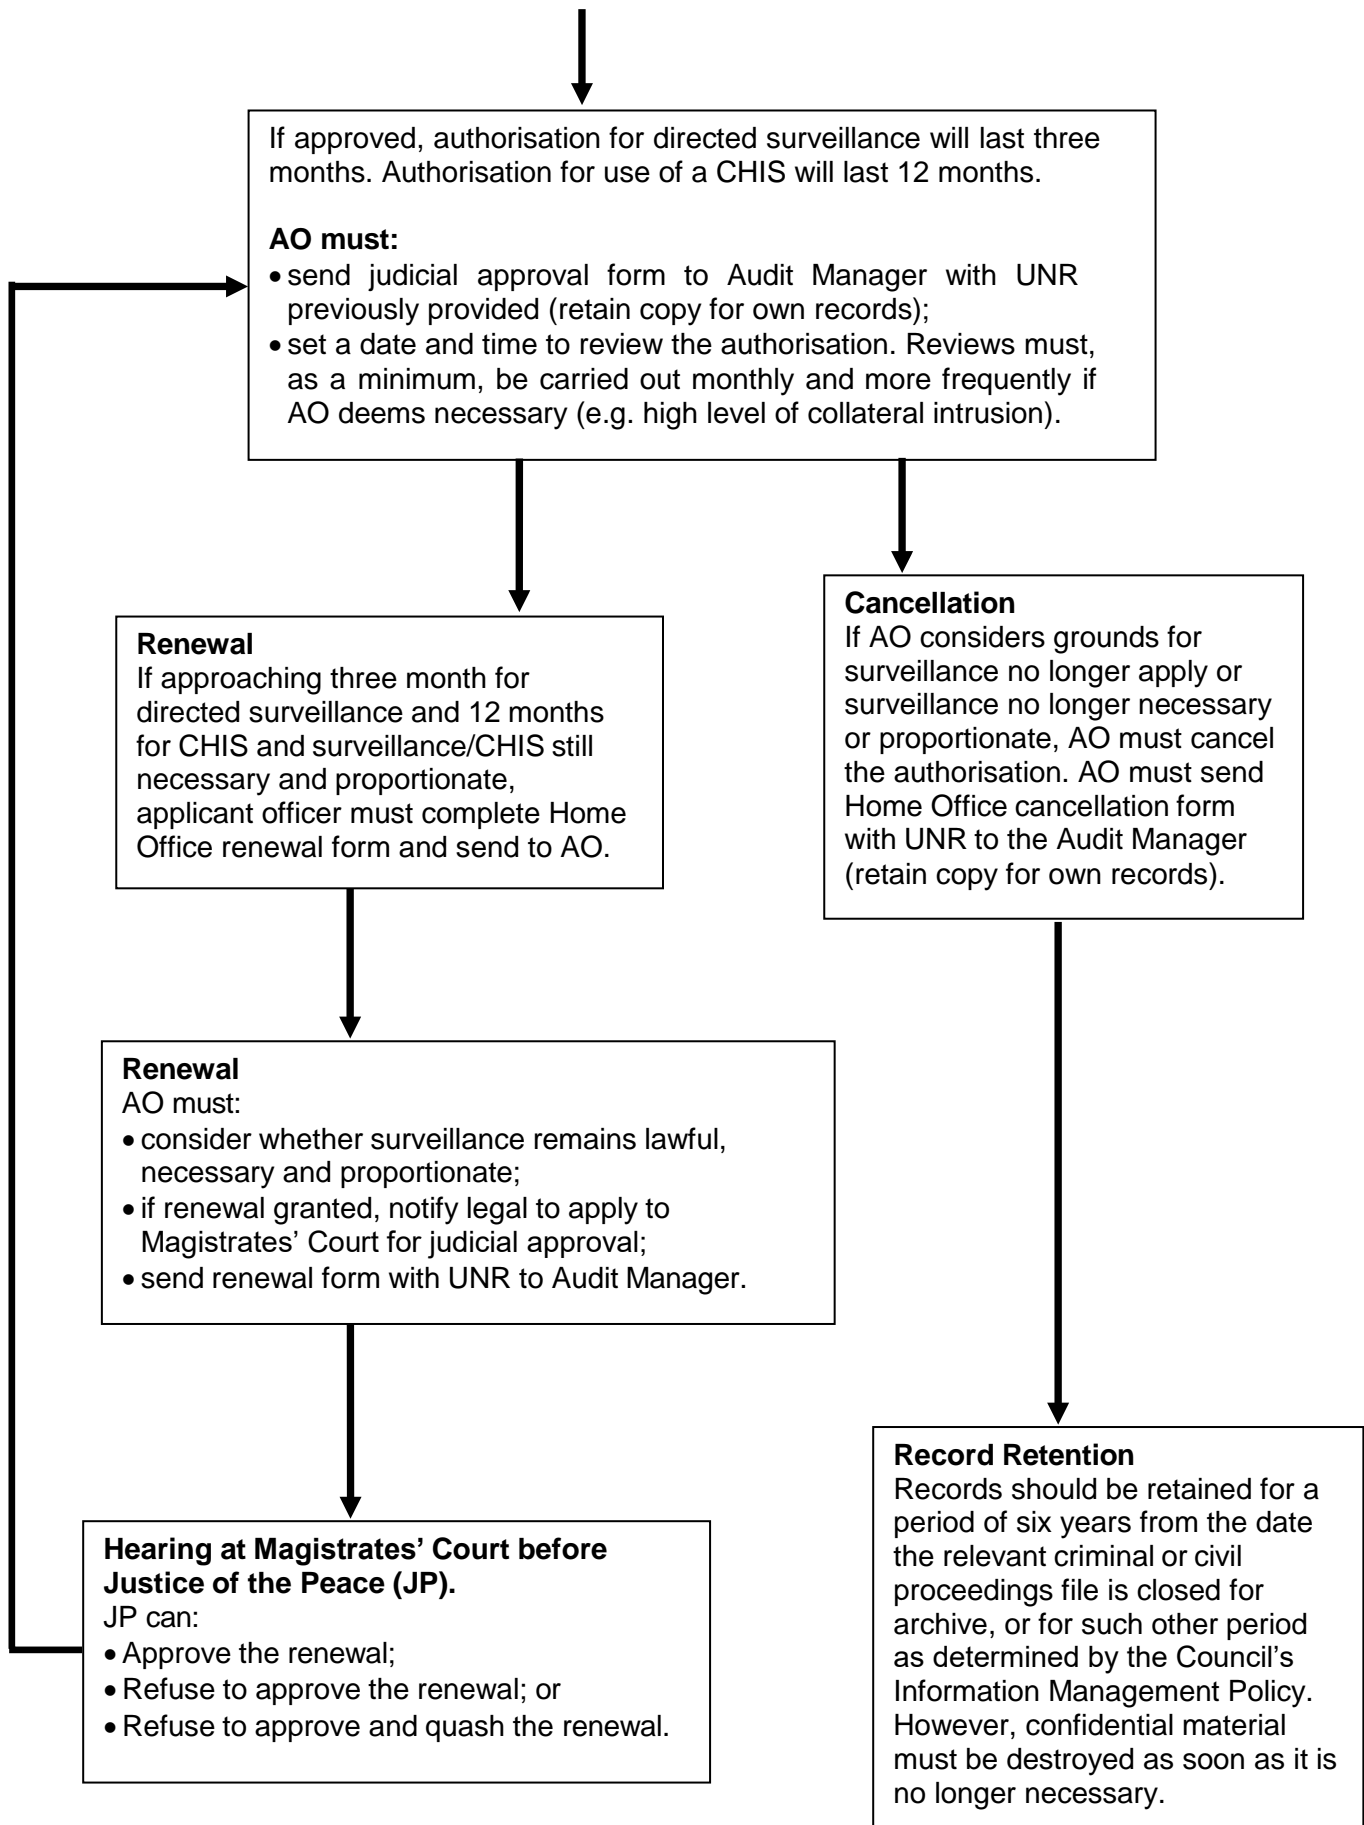 If approved, authorisation for directed surveillance will last three
months. Authorisation for use of a CHIS will last 12 months.
AO must:
• send judicial approval form to Audit Manager with UNR
previously provided (retain copy for own records);
• set a date and time to review the authorisation. Reviews must,
as a minimum, be carried out monthly and more frequently if
AO deems necessary (e.g. high level of collateral intrusion).
Renewal
If approaching three month for
directed surveillance and 12 months
for CHIS and surveillance/CHIS still
necessary and proportionate,
applicant officer must complete Home
Office renewal form and send to AO.
Cancellation
If AO considers grounds for
surveillance no longer apply or
surveillance no longer necessary
or proportionate, AO must cancel
the authorisation. AO must send
Home Office cancellation form
with UNR to the Audit Manager
(retain copy for own records).
Renewal
AO must:
• consider whether surveillance remains lawful,
necessary and proportionate;
• if renewal granted, notify legal to apply to
Magistrates’ Court for judicial approval;
• send renewal form with UNR to Audit Manager.
Hearing at Magistrates’ Court before
Justice of the Peace (JP).
JP can:
• Approve the renewal;
• Refuse to approve the renewal; or
• Refuse to approve and quash the renewal.
Record Retention
Records should be retained for a
period of six years from the date
the relevant criminal or civil
proceedings file is closed for
archive, or for such other period
as determined by the Council’s
Information Management Policy.
However, confidential material
must be destroyed as soon as it is
no longer necessary.